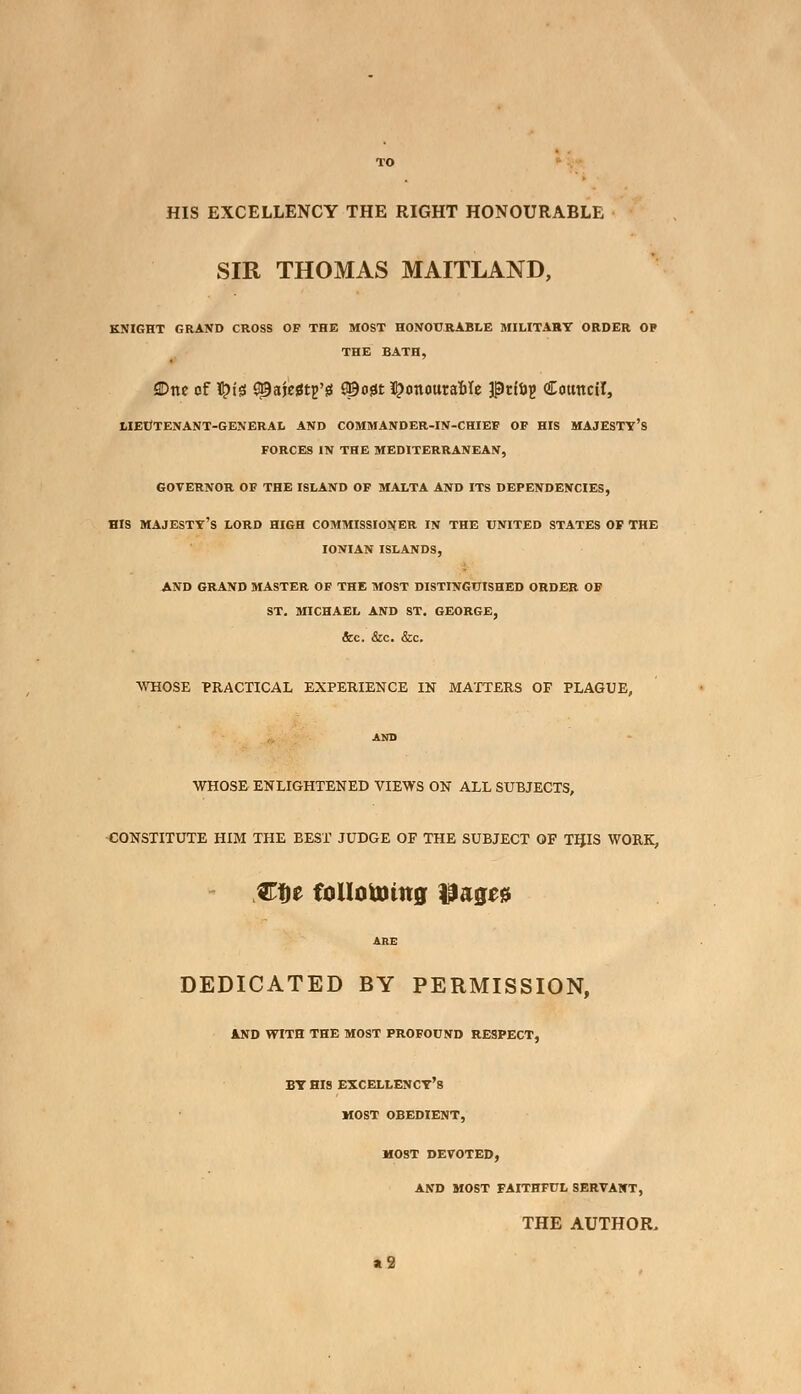 TO
HIS EXCELLENCY THE RIGHT HONOURABLE
SIR THOMAS MAITLAND,
KNIGHT GRAND CROSS OF THE MOST HONOURABLE MILITARY ORDER OF
THE BATH,
One of His Majesty's Most Honourable Privy Council,
LIEUTENANT-GENERAL AND COMMANDER-IN-CHIEF OF HIS MAJESTY'S
FORCES IN THE MEDITERRANEAN,
GOVERNOR OF THE ISLAND OF MALTA AND ITS DEPENDENCIES,
HIS MAJESTY'S LORD HIGH COMMISSIONER IN THE UNITED STATES OF THE
IONIAN ISLANDS,
AND GRAND MASTER OF THE MOST DISTINGUISHED ORDER OF
ST. MICHAEL AND ST. GEORGE,
&c. &c. &c.
WHOSE PRACTICAL EXPERIENCE IN MATTERS OF PLAGUE,
AND
WHOSE ENLIGHTENED VIEWS ON ALL SUBJECTS,
CONSTITUTE HIM THE BEST JUDGE OF THE SUBJECT OF THIS WORK,
The following Pages
ARE
DEDICATED BY PERMISSION,
AND WITH THE MOST PROFOUND RESPECT,
BY HIS EXCELLENCY'S
MOST OBEDIENT,
MOST DEVOTED,
AND MOST FAITHFUL SERVANT,
THE AUTHOR.
a 2